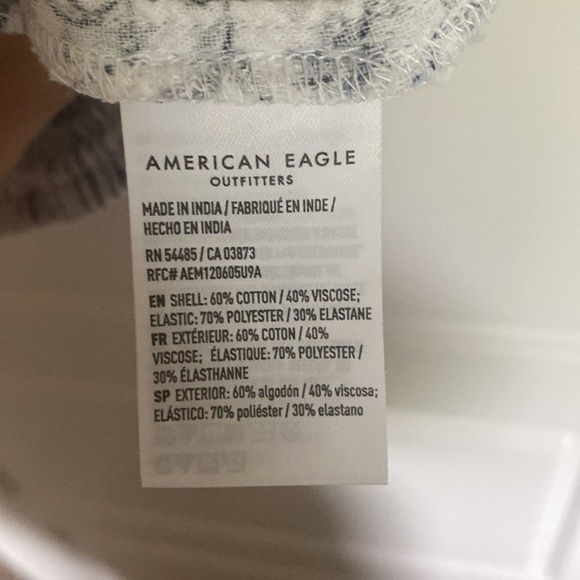 AMERICAN EAGLE
OUTFITTERS
MADE IN INDIA / FABRIQUÉ EN INDE /
HECHO EN INDIA
RN 54485 / CA 03873
RFC# AEM120605U9A
EN SHELL: 60% COTTON / 40% VISCOSE;
ELASTIC: 70% POLYESTER / 30% ELASTANE
FR EXTÉRIEUR: 60% COTON / 40%
VISCOSE; ÉLASTIQUE: 70% POLYESTER /
30% ÉLASTHANNE
SP EXTERIOR: 60% algodón / 40% viscosa;
ELÁSTICO: 70% poliéster / 30% elastano